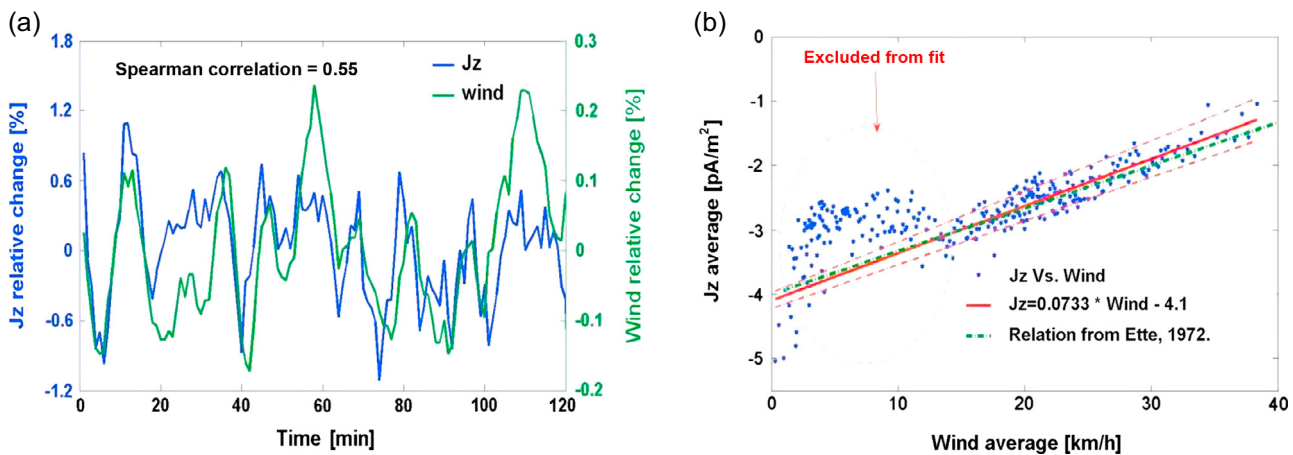 (a)
1.8
1.2
0.6
0
-0.6
-1.2
Jz relative change [%]
Spearman correlation = 0.55
Jz
wind
0.3
0.2
0.1
0
-0.1
-0.2
Wind relative change [%]
0 20 40 60 80 100 120
Time [min]
(b)
0
-1
-2
-3
-4
-5
Jz average [pA/m²]
Excluded from fit
Jz Vs. Wind
Jz=0.0733 * Wind - 4.1
Relation from Ette, 1972.
0 10 20 30 40
Wind average [km/h]